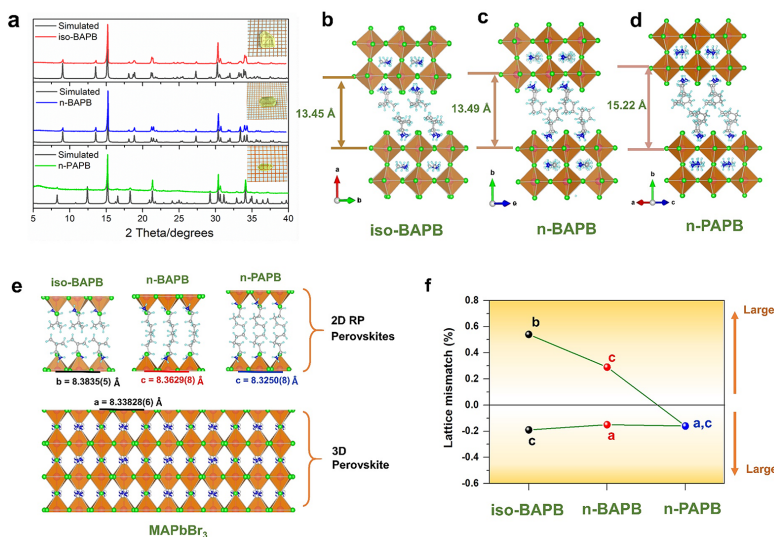 a
Simulated
iso-BAPB
Simulated
n-BAPB
Simulated
n-PAPB
5 10 15 20 25 30 35 40
2 Theta/degrees
b
13.45 Å
a
b
iso-BAPB
c
13.49 Å
b
c
n-BAPB
d
15.22 Å
b
a c
n-PAPB
e
iso-BAPB n-BAPB n-PAPB
2D RP
Perovskites
b = 8.3835(5) Å c = 8.3629(8) Å c = 8.3250(8) Å
a = 8.33828(6) Å
3D
Perovskite
MAPbBr3
f
Lattice mismatch (%)
0.8
0.6
0.4
0.2
0.0
-0.2
-0.4
-0.6
b
c
c
a
a,c
Large
Large
iso-BAPB n-BAPB n-PAPB